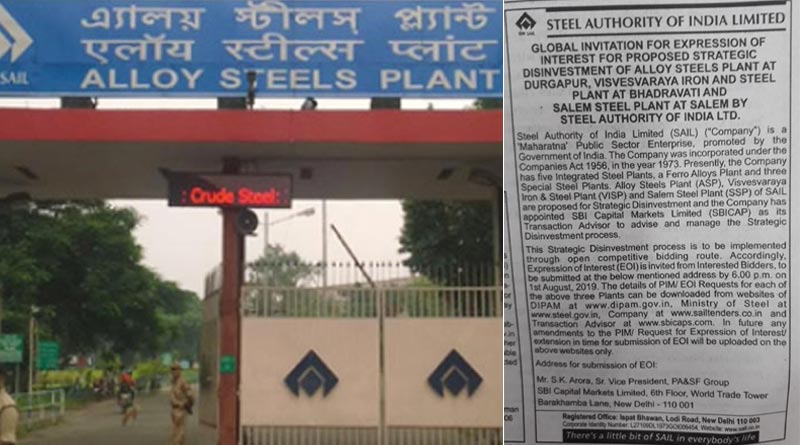 এ্যালয় স্টীলস্ প্ল্যান্ট
एलॉय स्टील्स प्लांट
ALLOY STEELS PLANT
SAIL
Crude Steel:
STEEL AUTHORITY OF INDIA LIMITED
GLOBAL INVITATION FOR EXPRESSION OF
INTEREST FOR PROPOSED STRATEGIC
DISINVESTMENT OF ALLOY STEELS PLANT AT
DURGAPUR, VISVESVARAYA IRON AND STEEL
PLANT AT BHADRAVATI AND
SALEM STEEL PLANT AT SALEM BY
STEEL AUTHORITY OF INDIA LTD.
Steel Authority of India Limited (SAIL) ("Company") is a
'Maharatna' Public Sector Enterprise, promoted by the
Government of India. The Company was incorporated under the
Companies Act 1956, in the year 1973. Presently, the Company
has five Integrated Steel Plants, a Ferro Alloys Plant and three
Special Steel Plants. Alloy Steels Plant (ASP), Visvesvaraya
Iron & Steel Plant (VISP) and Salem Steel Plant (SSP) of SAIL
are proposed for Strategic Disinvestment and the Company has
appointed SBI Capital Markets Limited (SBICAP) as its
Transaction Advisor to advise and manage the Strategic
Disinvestment process.
This Strategic Disinvestment process is to be implemented
through open competitive bidding route. Accordingly,
Expression of Interest (EOI) is invited from Interested Bidders, to
be submitted at the below mentioned address by 6.00 p.m. on
1st August, 2019. The details of PIM/ EOI Requests for each of
the above three Plants can be downloaded from websites of
DIPAM at www.dipam.gov.in, Ministry of Steel at
www.steel.gov.in, Company at www.sailtenders.co.in and
Transaction Advisor at www.sbicaps.com. In future any
amendments to the PIM/ Request for Expression of Interest/
extension in time for submission of EOI will be uploaded on the
above websites only.
Address for submission of EOI:
Mr. S.K. Arora, Sr. Vice President, PA&SF Group
SBI Capital Markets Limited, 6th Floor, World Trade Tower
Barakhamba Lane, New Delhi - 110 001
Registered Office: Ispat Bhawan, Lodi Road, New Delhi 110 003
There's a little bit of SAIL in everybody's life